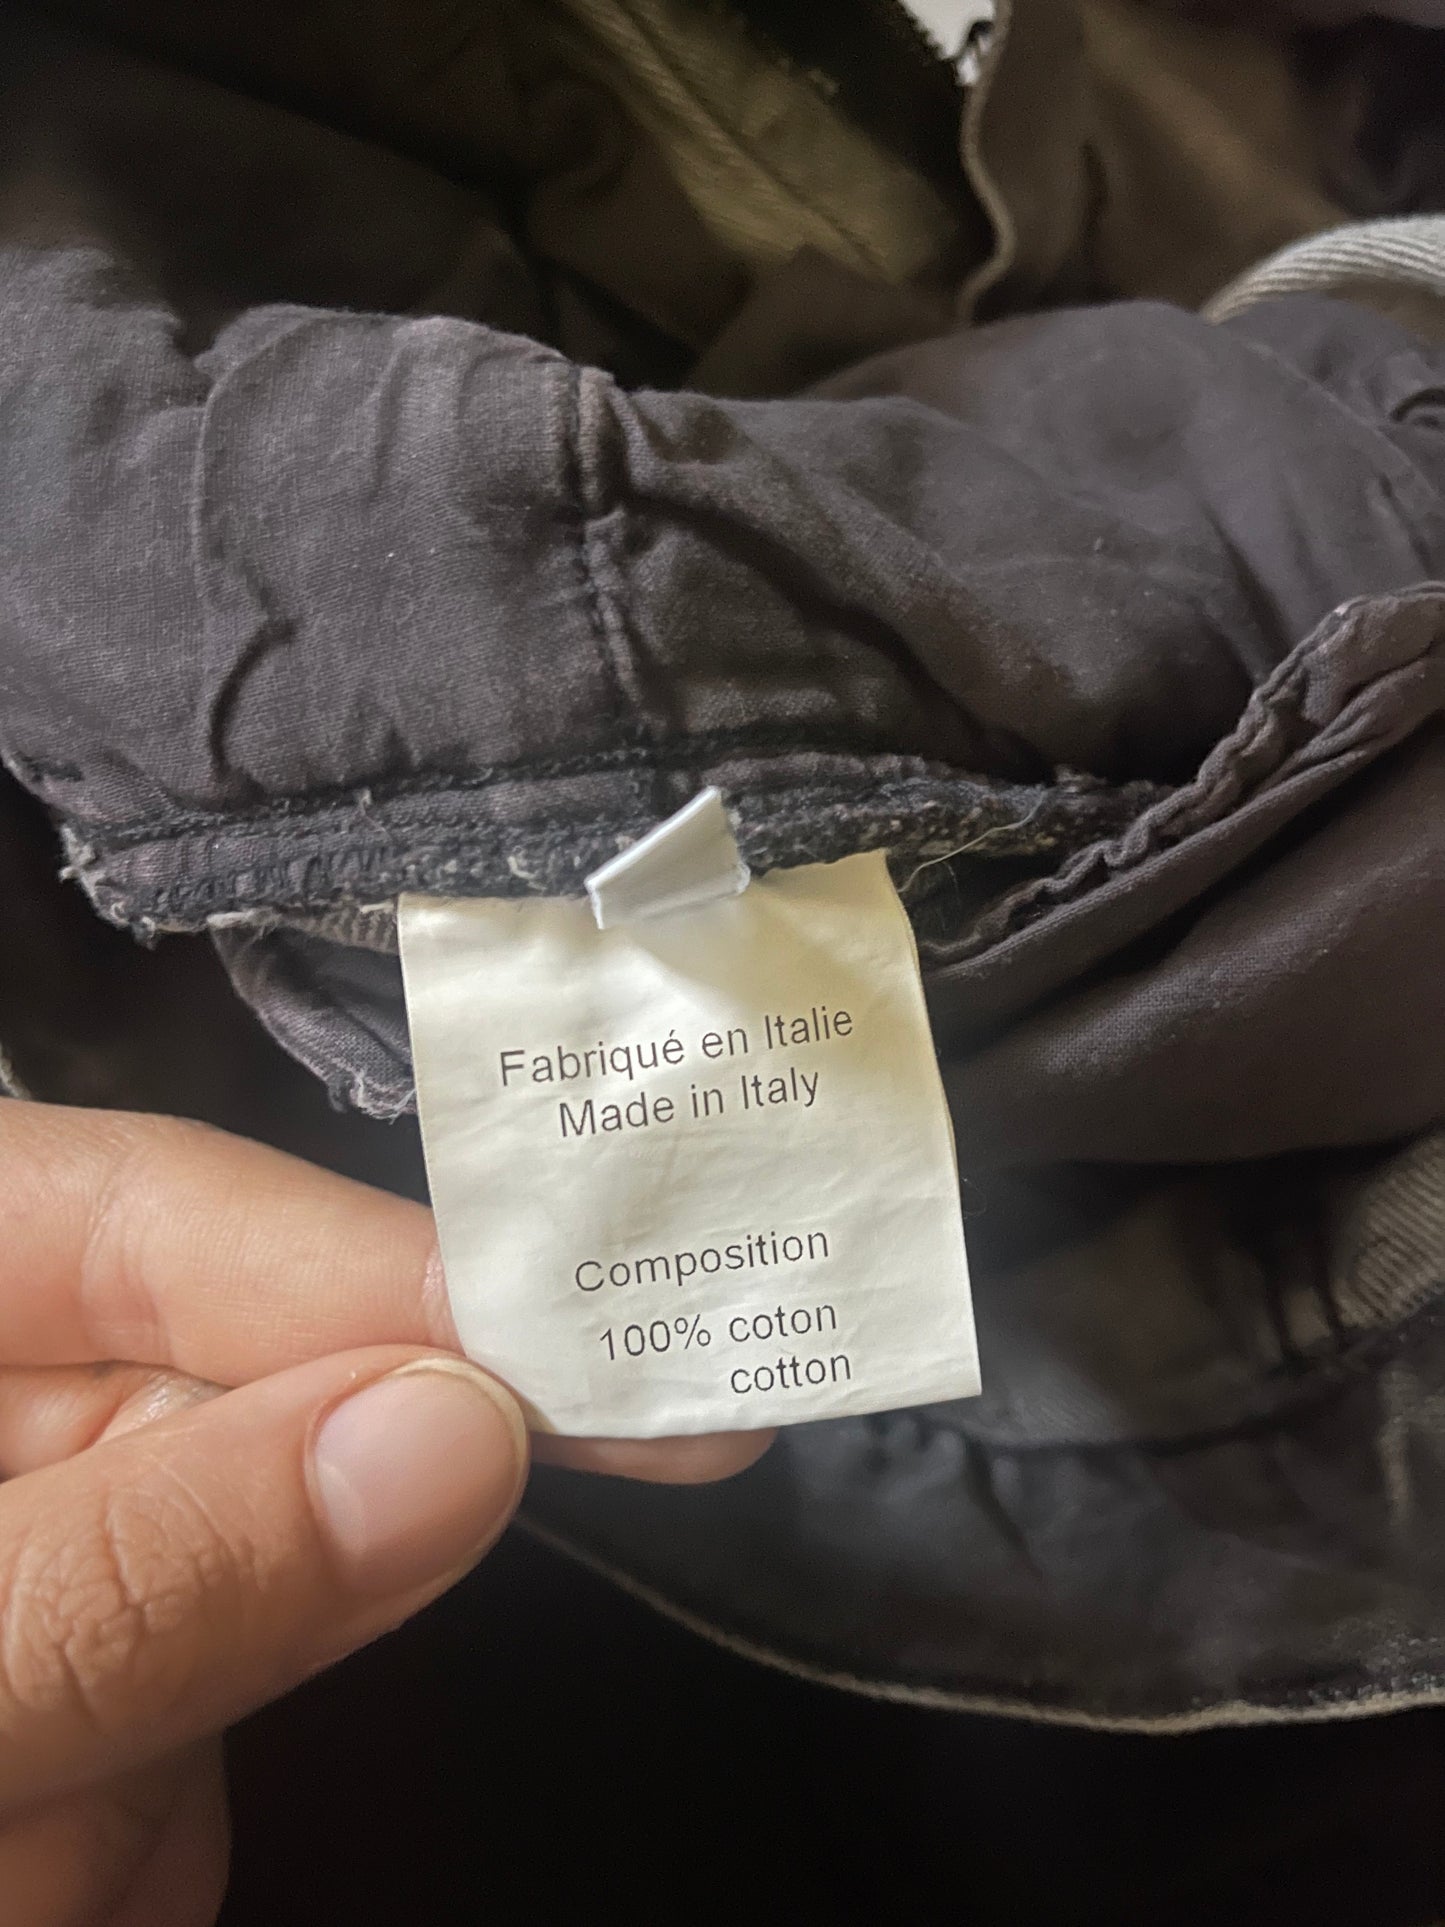 Fabriqué en Italie
Made in Italy
Composition
100% coton
cotton